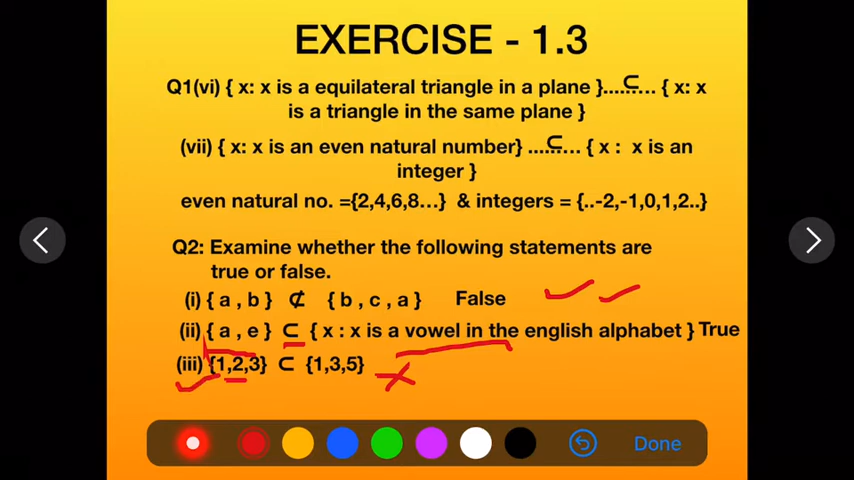 EXERCISE - 1.3
Q1(vi) { x: x is a equilateral triangle in a plane }....⊂.... { x: x
is a triangle in the same plane }
(vii) { x: x is an even natural number} ....⊂.... { x : x is an
integer }
even natural no. ={2,4,6,8...} & integers = {..-2,-1,0,1,2..}
Q2: Examine whether the following statements are
true or false.
(i) { a , b } ⊄ { b , c , a } False
(ii) { a , e } ⊂ { x : x is a vowel in the english alphabet } True
(iii) {1,2,3} ⊂ {1,3,5}
Done